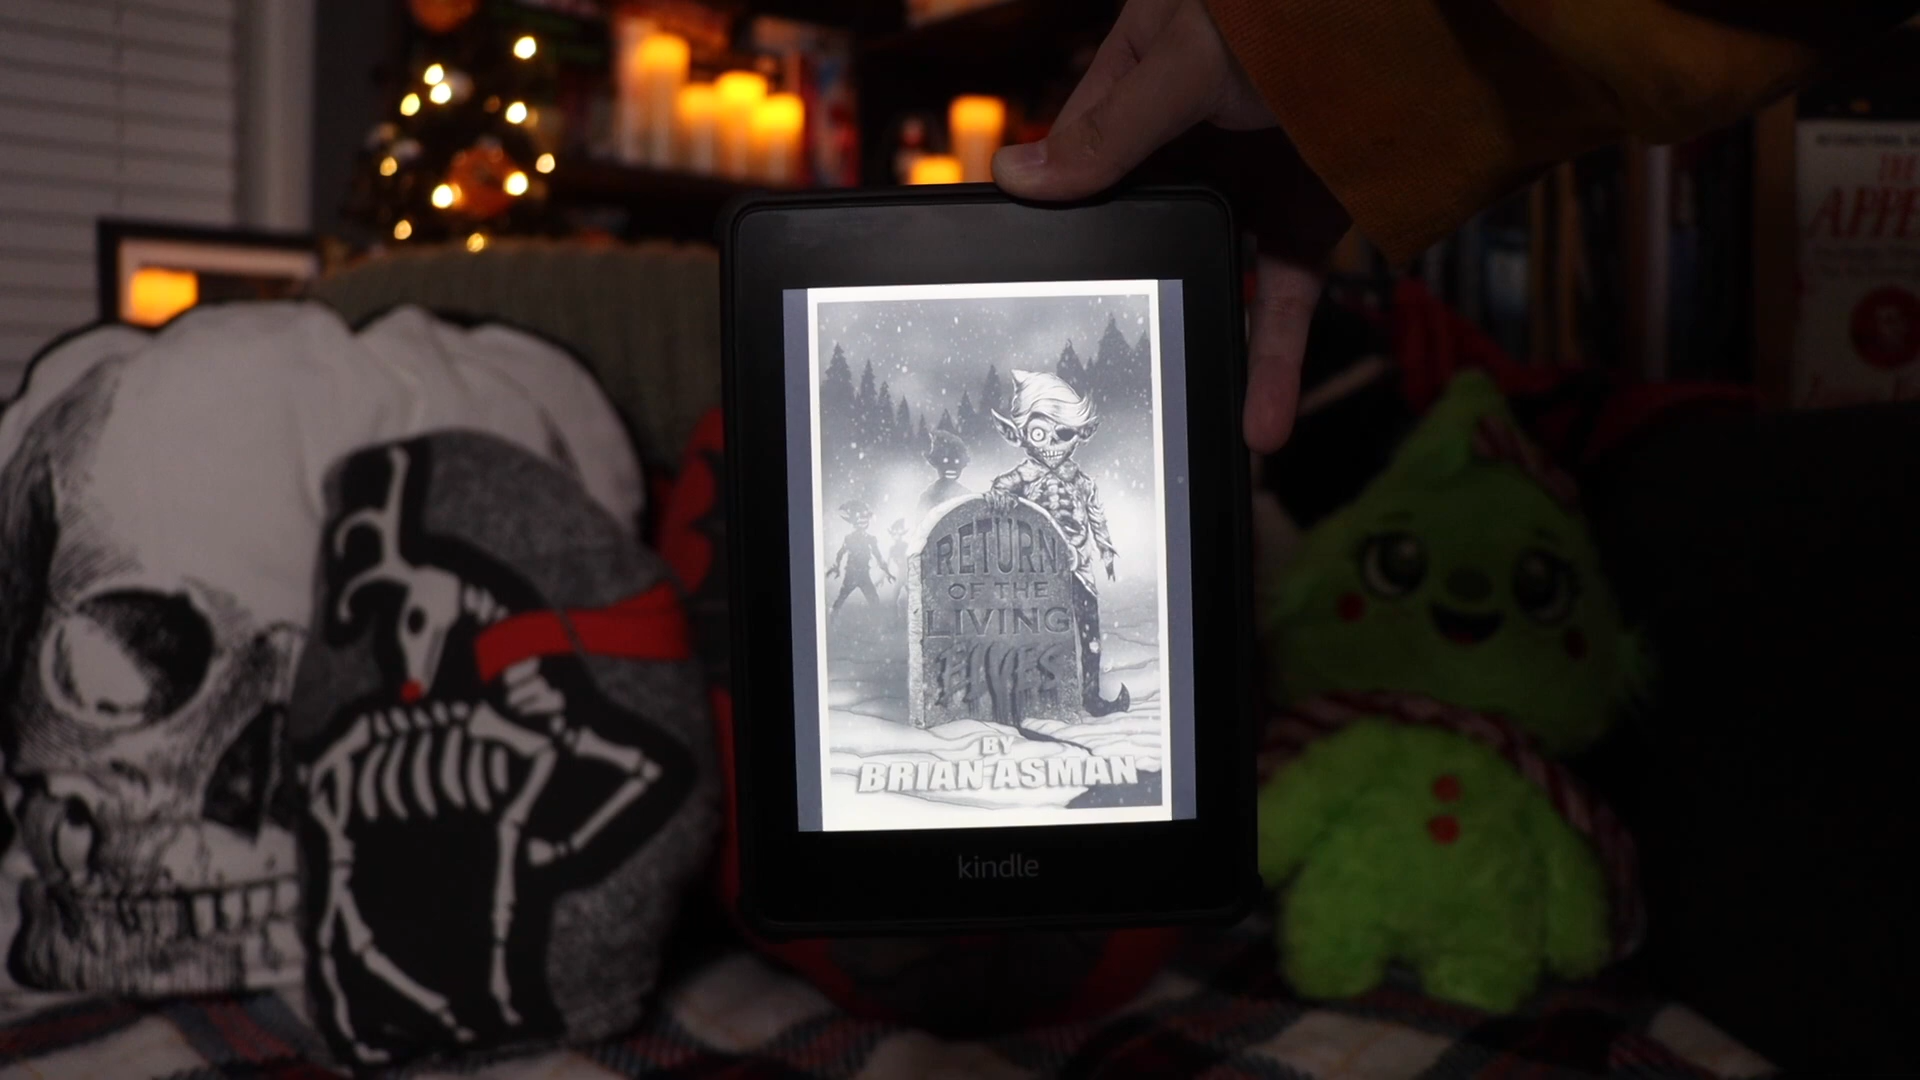 RETURN
OF THE
LIVING
ELVES
BY
BRIAN ASMAN
kindle